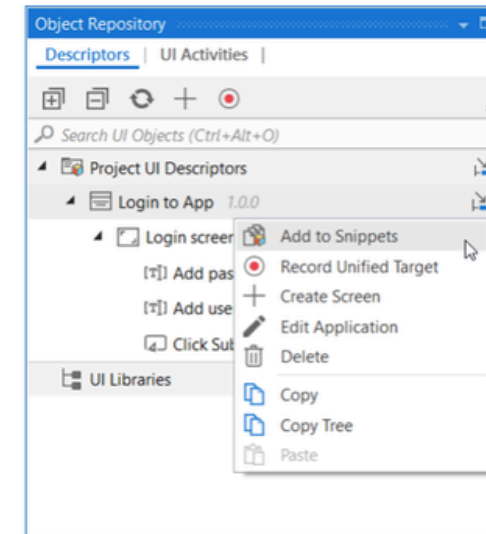 Object Repository
Descriptors | UI Activities |
Search UI Objects (Ctrl+Alt+O)
Project UI Descriptors
Login to App 1.0.0
Login screen
Add to Snippets
Record Unified Target
Add pas
Create Screen
Add use
Edit Application
Click Sub
Delete
UI Libraries
Copy
Copy Tree
Paste